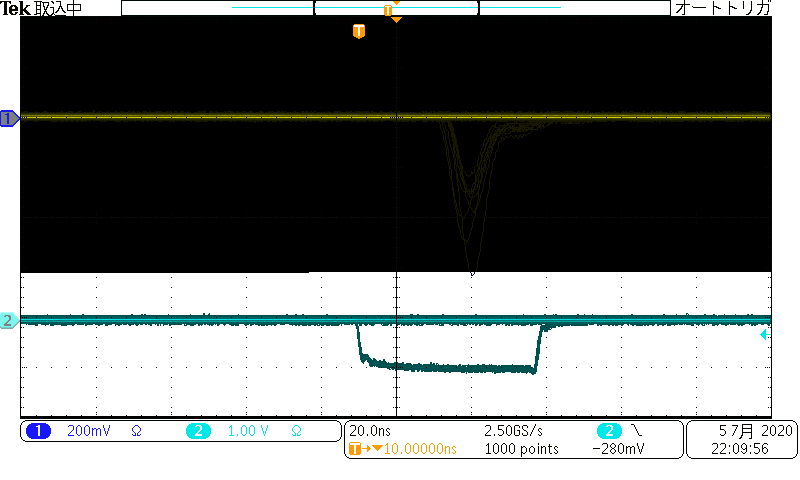 Tek 取込中 T オートトリガ
T
1
2
1 200mV Ω 2 1.00 V Ω 20.0ns 2.50GS/s 2 5 7月 2020
T→▼10.00000ns 1000 points −280mV 22:09:56